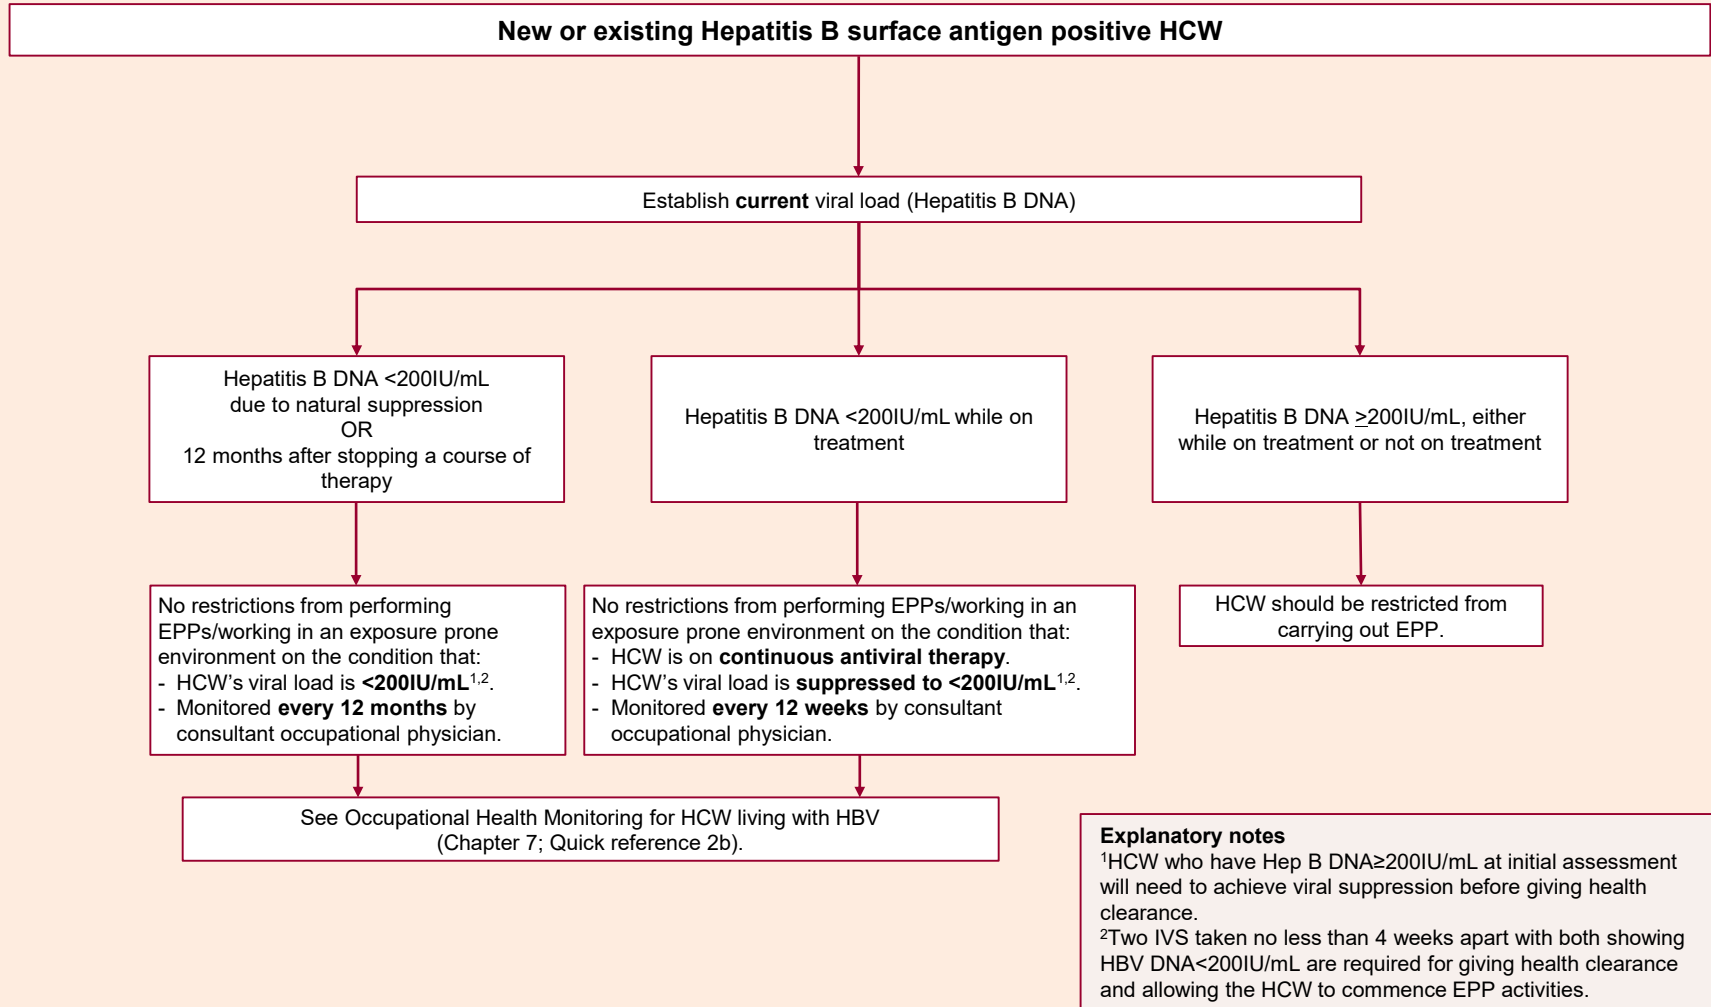 New or existing Hepatitis B surface antigen positive HCW
Establish current viral load (Hepatitis B DNA)
Hepatitis B DNA <200IU/mL
due to natural suppression
OR
12 months after stopping a course of
therapy
Hepatitis B DNA <200IU/mL while on
treatment
Hepatitis B DNA ≥200IU/mL, either
while on treatment or not on treatment
No restrictions from performing
EPPs/working in an exposure prone
environment on the condition that:
- HCW's viral load is <200IU/mL¹,².
- Monitored every 12 months by
consultant occupational physician.
No restrictions from performing EPPs/working in an
exposure prone environment on the condition that:
- HCW is on continuous antiviral therapy.
- HCW's viral load is suppressed to <200IU/mL¹,².
- Monitored every 12 weeks by consultant
occupational physician.
HCW should be restricted from
carrying out EPP.
See Occupational Health Monitoring for HCW living with HBV
(Chapter 7; Quick reference 2b).
Explanatory notes
¹HCW who have Hep B DNA≥200IU/mL at initial assessment
will need to achieve viral suppression before giving health
clearance.
²Two IVS taken no less than 4 weeks apart with both showing
HBV DNA<200IU/mL are required for giving health clearance
and allowing the HCW to commence EPP activities.